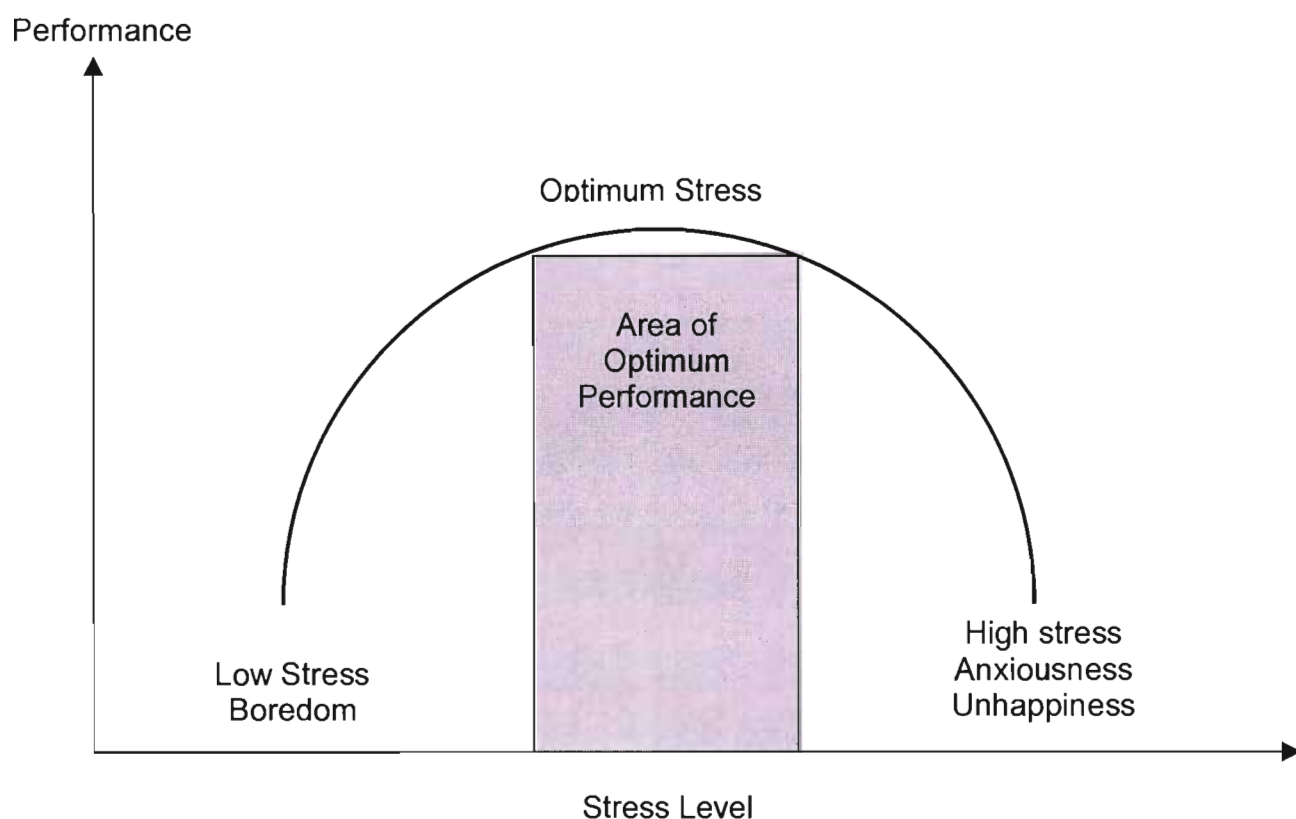 Performance
Optimum Stress
Area of
Optimum
Performance
Low Stress
Boredom
High stress
Anxiousness
Unhappiness
Stress Level